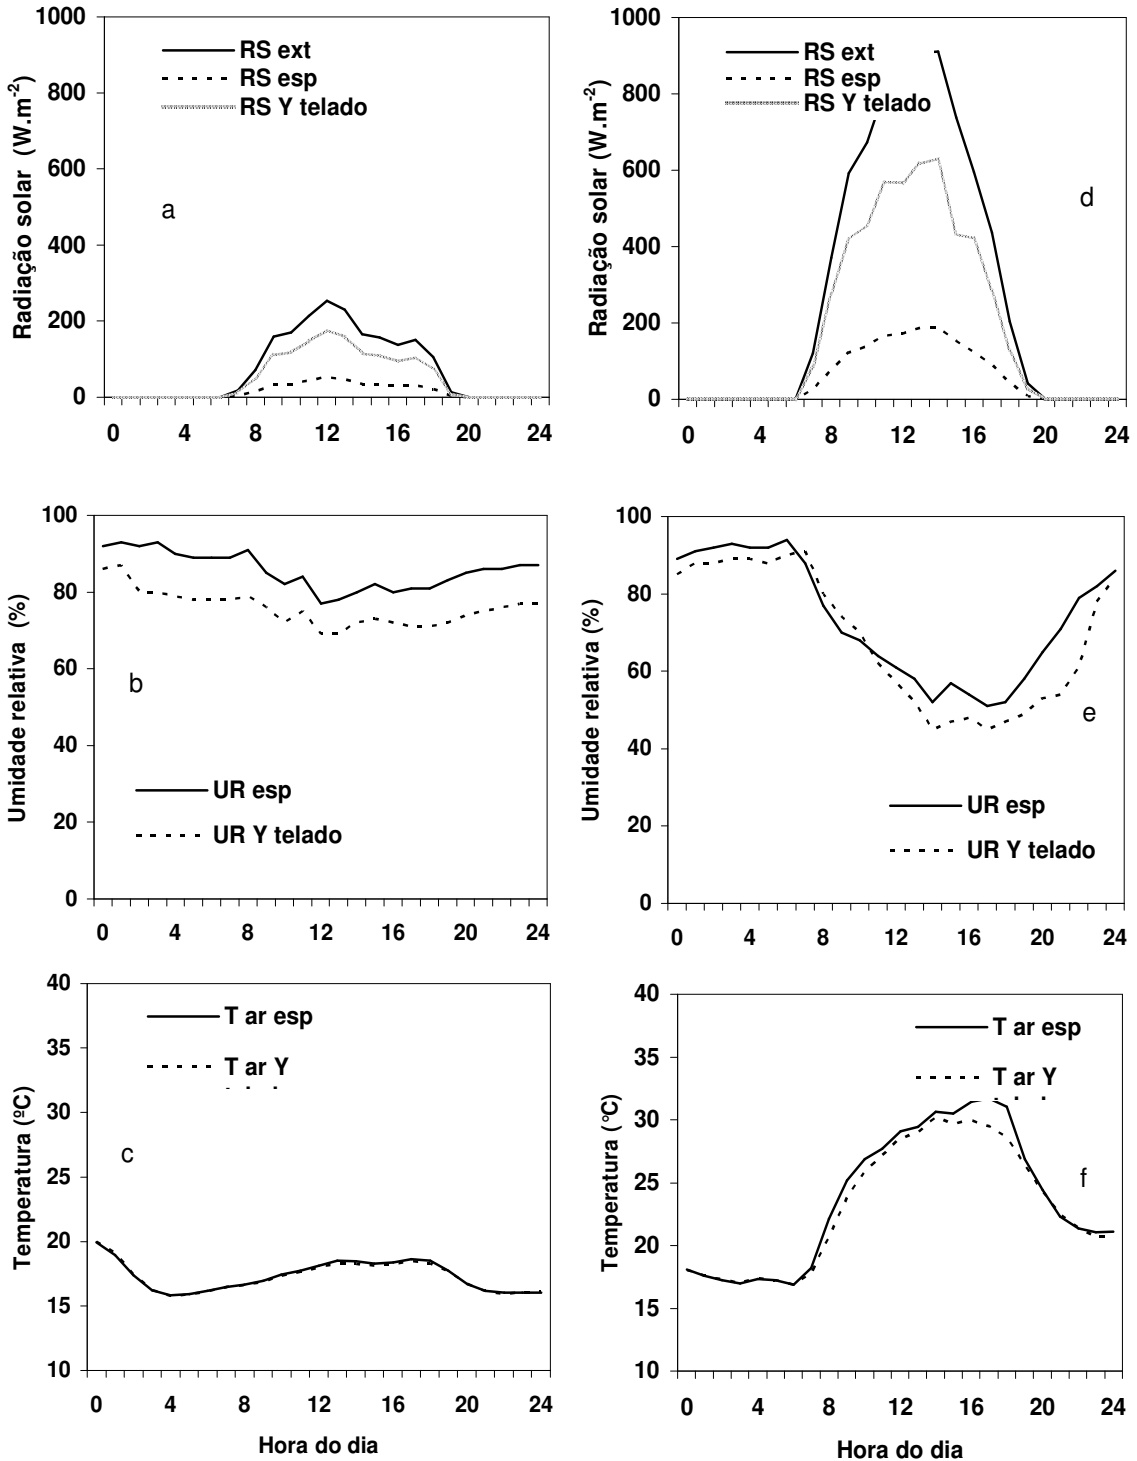 1000
800
600
400
200
0
Radiação solar (W.m-2)
RS ext
RS esp
RS Y telado
a
0 4 8 12 16 20 24
1000
800
600
400
200
0
Radiação solar (W.m-2)
RS ext
RS esp
RS Y telado
d
0 4 8 12 16 20 24
100
80
60
40
20
0
Umidade relativa (%)
b
UR esp
UR Y telado
0 4 8 12 16 20 24
100
80
60
40
20
0
Umidade relativa (%)
e
UR esp
UR Y telado
0 4 8 12 16 20 24
40
35
30
25
20
15
10
Temperatura (ºC)
T ar esp
T ar Y
c
0 4 8 12 16 20 24
Hora do dia
40
35
30
25
20
15
10
Temperatura (°C)
T ar esp
T ar Y
f
0 4 8 12 16 20 24
Hora do dia